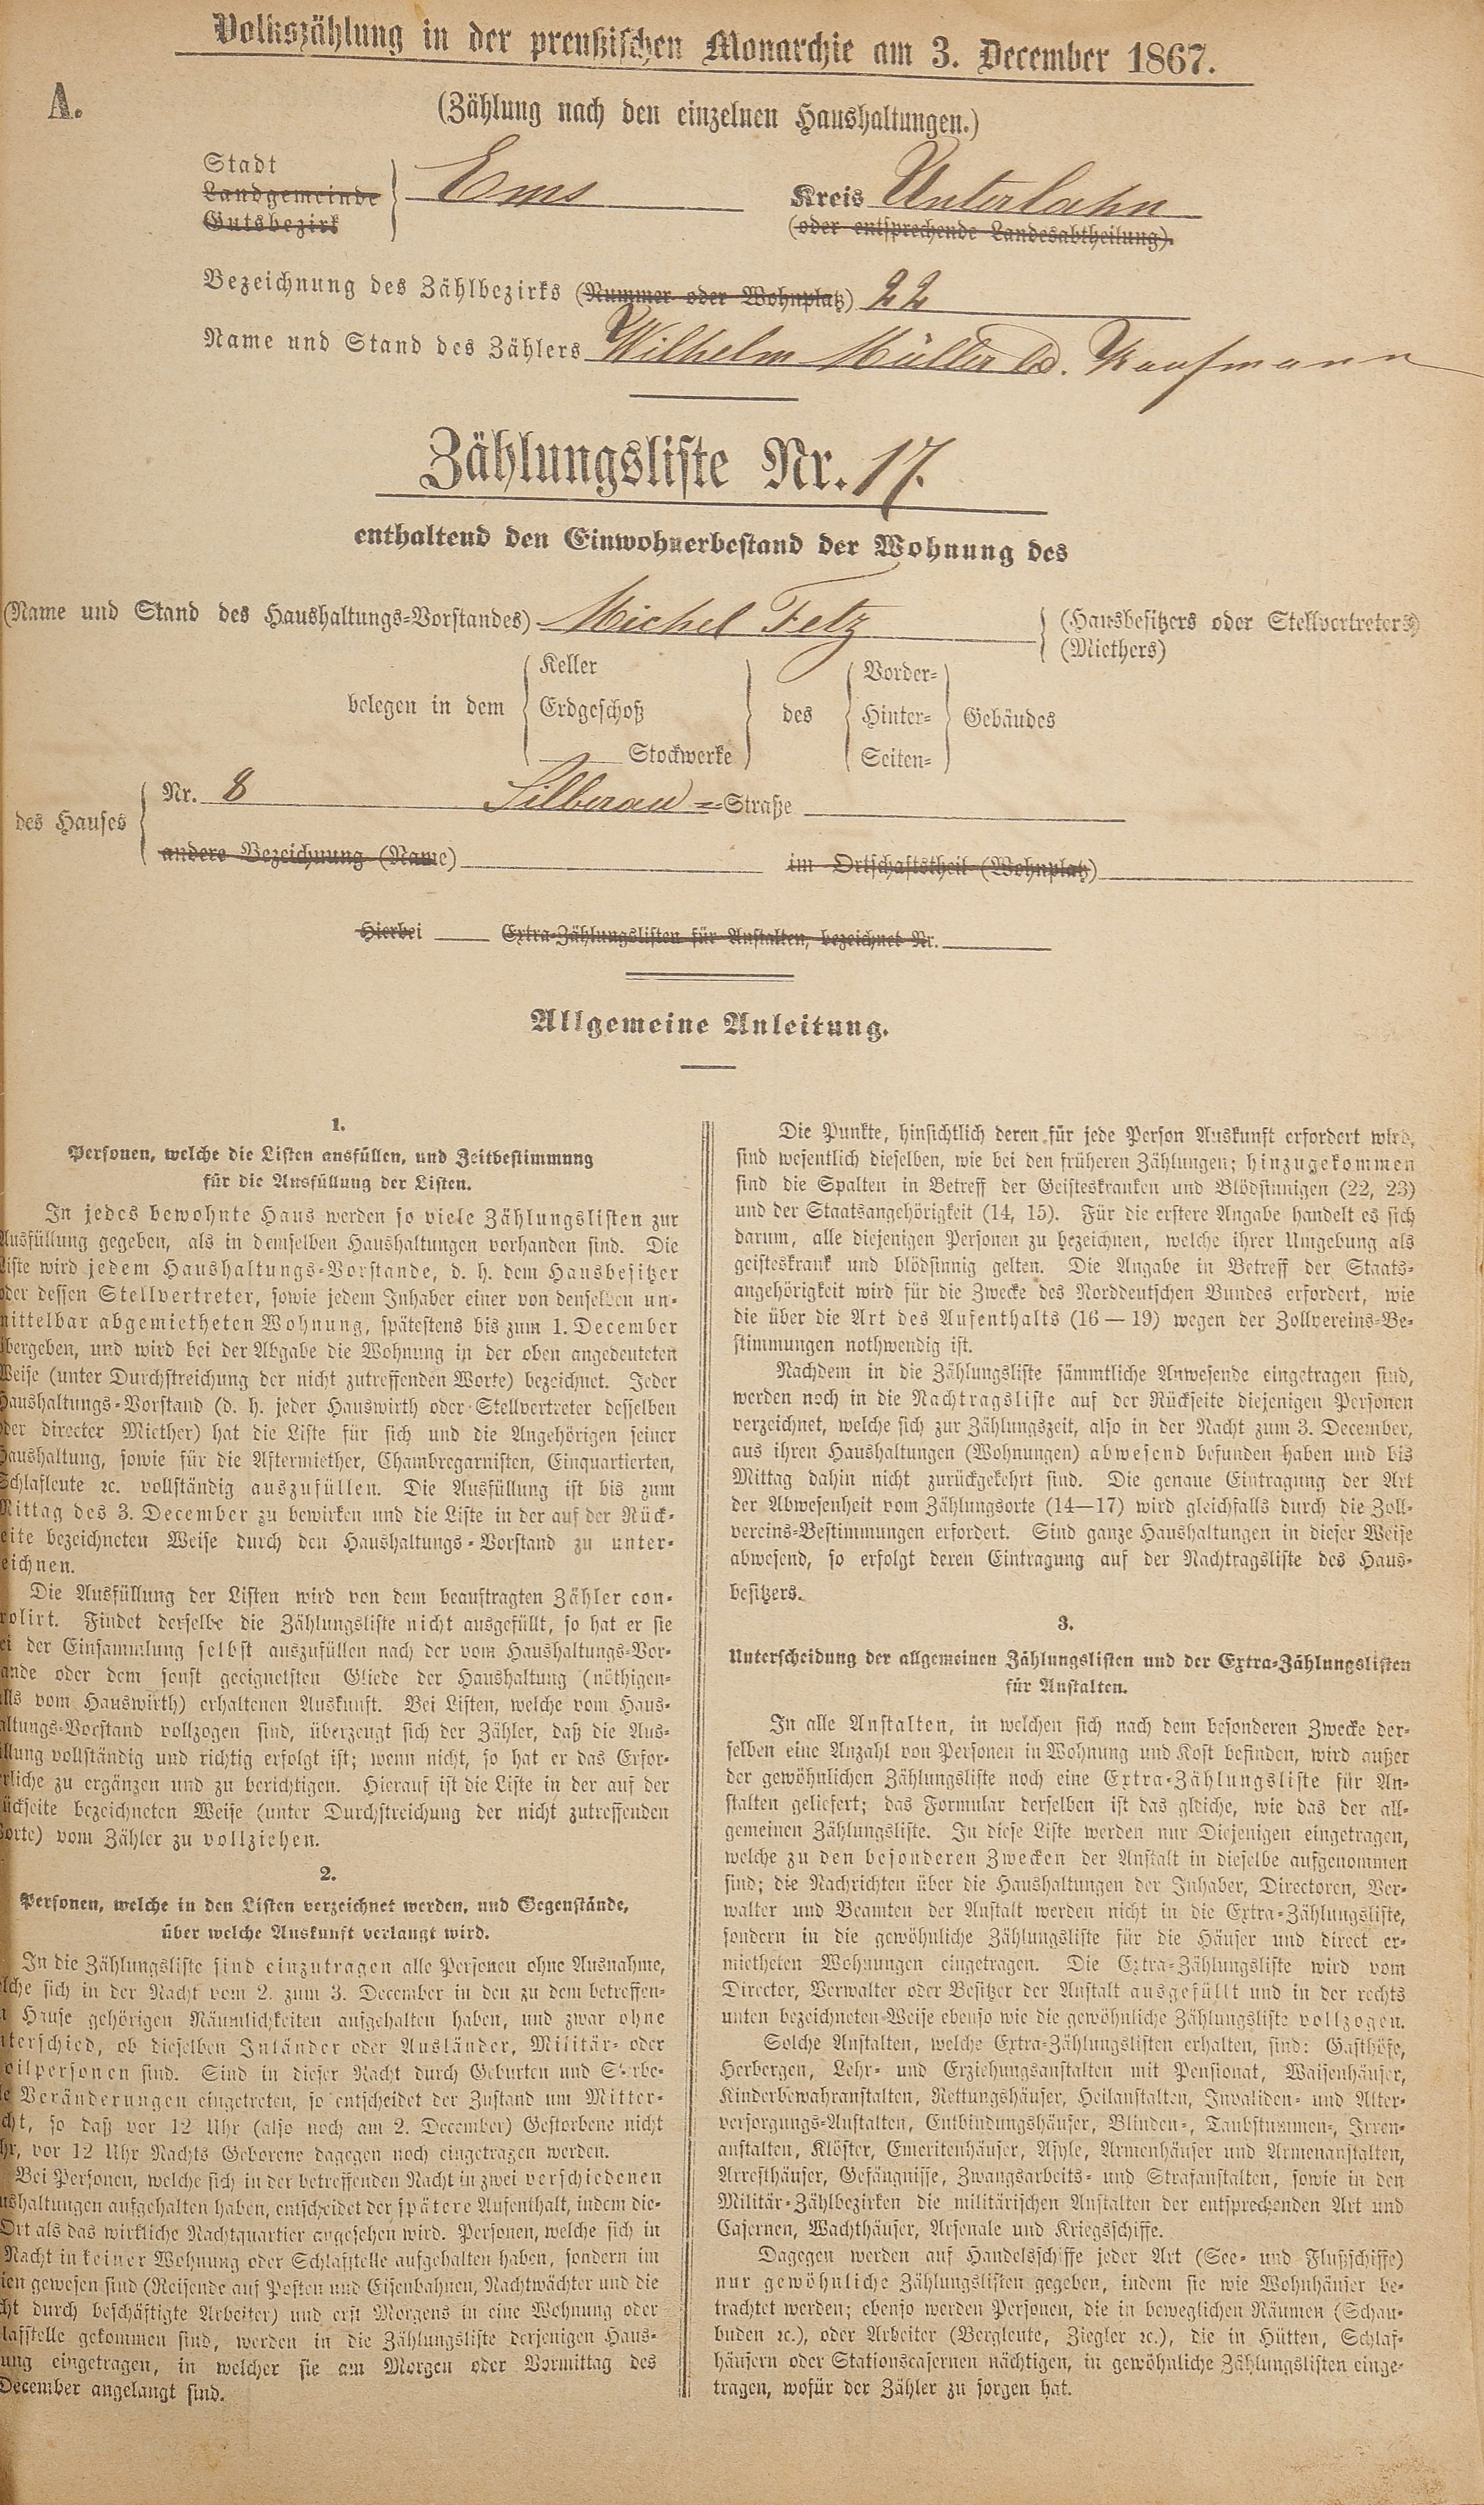 Volkszählung in der preußischen Monarchie am 3. December 1867.
A.
(Zählung nach den einzelnen Haushaltungen.)
Stadt
Landgemeinde
Gutsbezirk
Ems
Kreis Unterlahn
(oder entsprechende Landesabtheilung).
Bezeichnung des Zählbezirks (Nummer oder Wohnplatz) 22
Name und Stand des Zählers Wilhelm Müller Kaufmann
Zählungsliste Nr. 17.
enthaltend den Einwohnerbestand der Wohnung des
(Name und Stand des Haushaltungs-Vorstandes) Michel Fetz
(Hausbesitzers oder Stellvertreters)
(Miethers)
belegen in dem
Keller
Erdgeschoß
Stockwerke
des
Vorder-
Hinter-
Seiten-
Gebäudes
des Hauses
Nr. 8 Silberau-Straße
andere Bezeichnung (Name) im Ortschaftstheil (Wohnplatz)
Hierbei Extra-Zählungslisten für Anstalten, bezeichnet Nr.
Allgemeine Anleitung.
1.
Personen, welche die Listen ausfüllen, und Zeitbestimmung
für die Ausfüllung der Listen.
In jedes bewohnte Haus werden so viele Zählungslisten zur
Ausfüllung gegeben, als in demselben Haushaltungen vorhanden sind. Die
Liste wird jedem Haushaltungs-Vorstande, d. h. dem Hausbesitzer
oder dessen Stellvertreter, sowie jedem Inhaber einer von denselben un-
mittelbar abgemietheten Wohnung, spätestens bis zum 1. December
übergeben, und wird bei der Abgabe die Wohnung in der oben angedeuteten
Weise (unter Durchstreichung der nicht zutreffenden Worte) bezeichnet. Jeder
Haushaltungs-Vorstand (d. h. jeder Hauswirth oder Stellvertreter desselben
oder directer Miether) hat die Liste für sich und die Angehörigen seiner
Haushaltung, sowie für die Aftermiether, Chambregarnisten, Einquartierten,
Schlafleute ꝛc. vollständig auszufüllen. Die Ausfüllung ist bis zum
Mittag des 3. December zu bewirken und die Liste in der auf der Rück-
seite bezeichneten Weise durch den Haushaltungs-Vorstand zu unter-
zeichnen.
Die Ausfüllung der Listen wird von dem beauftragten Zähler con-
trolirt. Findet derselbe die Zählungsliste nicht ausgefüllt, so hat er sie
bei der Einsammlung selbst auszufüllen nach der vom Haushaltungs-Vor-
stande oder dem sonst geeignetsten Gliede der Haushaltung (nöthigen-
falls vom Hauswirth) erhaltenen Auskunft. Bei Listen, welche vom Haus-
haltungs-Vorstand vollzogen sind, überzeugt sich der Zähler, daß die Aus-
füllung vollständig und richtig erfolgt ist; wenn nicht, so hat er das Erfor-
derliche zu ergänzen und zu berichtigen. Hierauf ist die Liste in der auf der
Rückseite bezeichneten Weise (unter Durchstreichung der nicht zutreffenden
Worte) vom Zähler zu vollziehen.
2.
Personen, welche in den Listen verzeichnet werden, und Gegenstände,
über welche Auskunft verlangt wird.
In die Zählungsliste sind einzutragen alle Personen ohne Ausnahme,
welche sich in der Nacht vom 2. zum 3. December in den zu dem betreffen-
den Hause gehörigen Räumlichkeiten aufgehalten haben, und zwar ohne
Unterschied, ob dieselben Inländer oder Ausländer, Militär- oder
Civilpersonen sind. Sind in dieser Nacht durch Geburten und Sterbe-
fälle Veränderungen eingetreten, so entscheidet der Zustand um Mitter-
nacht, so daß vor 12 Uhr (also noch am 2. December) Gestorbene nicht
mehr, vor 12 Uhr Nachts Geborene dagegen noch eingetragen werden.
Bei Personen, welche sich in der betreffenden Nacht in zwei verschiedenen
Haushaltungen aufgehalten haben, entscheidet der spätere Aufenthalt, indem die-
Ort als das wirkliche Nachtquartier angesehen wird. Personen, welche sich in
Nacht in keiner Wohnung oder Schlafstelle aufgehalten haben, sondern im
Freien gewesen sind (Reisende auf Posten und Eisenbahnen, Nachtwächter und die
Nacht durch beschäftigte Arbeiter) und erst Morgens in eine Wohnung oder
Schlafstelle gekommen sind, werden in die Zählungsliste derjenigen Haus-
haltung eingetragen, in welcher sie am Morgen oder Vormittag des
December angelangt sind.
Die Punkte, hinsichtlich deren für jede Person Auskunft erfordert wird,
sind wesentlich dieselben, wie bei den früheren Zählungen; hinzugekommen
sind die Spalten in Betreff der Geisteskranken und Blödsinnigen (22, 23)
und der Staatsangehörigkeit (14, 15). Für die erstere Angabe handelt es sich
darum, alle diejenigen Personen zu bezeichnen, welche ihrer Umgebung als
geisteskrank und blödsinnig gelten. Die Angabe in Betreff der Staats-
angehörigkeit wird für die Zwecke des Norddeutschen Bundes erfordert, wie
die über die Art des Aufenthalts (16—19) wegen der Zollvereins-Be-
stimmungen nothwendig ist.
Nachdem in die Zählungsliste sämmtliche Anwesende eingetragen sind,
werden noch in die Nachtragsliste auf der Rückseite diejenigen Personen
verzeichnet, welche sich zur Zählungszeit, also in der Nacht zum 3. December,
aus ihren Haushaltungen (Wohnungen) abwesend befunden haben und bis
Mittag dahin nicht zurückgekehrt sind. Die genaue Eintragung der Art
der Abwesenheit vom Zählungsorte (14—17) wird gleichfalls durch die Zoll-
vereins-Bestimmungen erfordert. Sind ganze Haushaltungen in dieser Weise
abwesend, so erfolgt deren Eintragung auf der Nachtragsliste des Haus-
besitzers.
3.
Unterscheidung der allgemeinen Zählungslisten und der Extra-Zählungslisten
für Anstalten.
In alle Anstalten, in welchen sich nach dem besonderen Zwecke der-
selben eine Anzahl von Personen in Wohnung und Kost befinden, wird außer
der gewöhnlichen Zählungsliste noch eine Extra-Zählungsliste für An-
stalten geliefert; das Formular derselben ist das gleiche, wie das der all-
gemeinen Zählungsliste. In diese Liste werden nur Diejenigen eingetragen,
welche zu den besonderen Zwecken der Anstalt in dieselbe aufgenommen
sind; die Nachrichten über die Haushaltungen der Inhaber, Directoren, Ver-
walter und Beamten der Anstalt werden nicht in die Extra-Zählungsliste,
sondern in die gewöhnliche Zählungsliste für die Häuser und direct er-
mietheten Wohnungen eingetragen. Die Extra-Zählungsliste wird vom
Director, Verwalter oder Besitzer der Anstalt ausgefüllt und in der rechts
unten bezeichneten Weise ebenso wie die gewöhnliche Zählungsliste vollzogen.
Solche Anstalten, welche Extra-Zählungslisten erhalten, sind: Gasthöfe,
Herbergen, Lehr- und Erziehungsanstalten mit Pensionat, Waisenhäuser,
Kinderbewahranstalten, Rettungshäuser, Heilanstalten, Invaliden- und Alter-
versorgungs-Anstalten, Entbindungshäuser, Blinden-, Taubstummen-, Irren-
anstalten, Klöster, Emeritenhäuser, Asyle, Armenhäuser und Armenanstalten,
Arresthäuser, Gefängnisse, Zwangsarbeits- und Strafanstalten, sowie in den
Militär-Zählbezirken die militärischen Anstalten der entsprechenden Art und
Casernen, Wachthäuser, Arsenale und Kriegsschiffe.
Dagegen werden auf Handelsschiffe jeder Art (See- und Flußschiffe)
nur gewöhnliche Zählungslisten gegeben, indem sie wie Wohnhäuser be-
trachtet werden; ebenso werden Personen, die in beweglichen Räumen (Schau-
buden ꝛc.), oder Arbeiter (Bergleute, Ziegler ꝛc.), die in Hütten, Schlaf-
häusern oder Stationscasernen nächtigen, in gewöhnliche Zählungslisten einge-
tragen, wofür der Zähler zu sorgen hat.